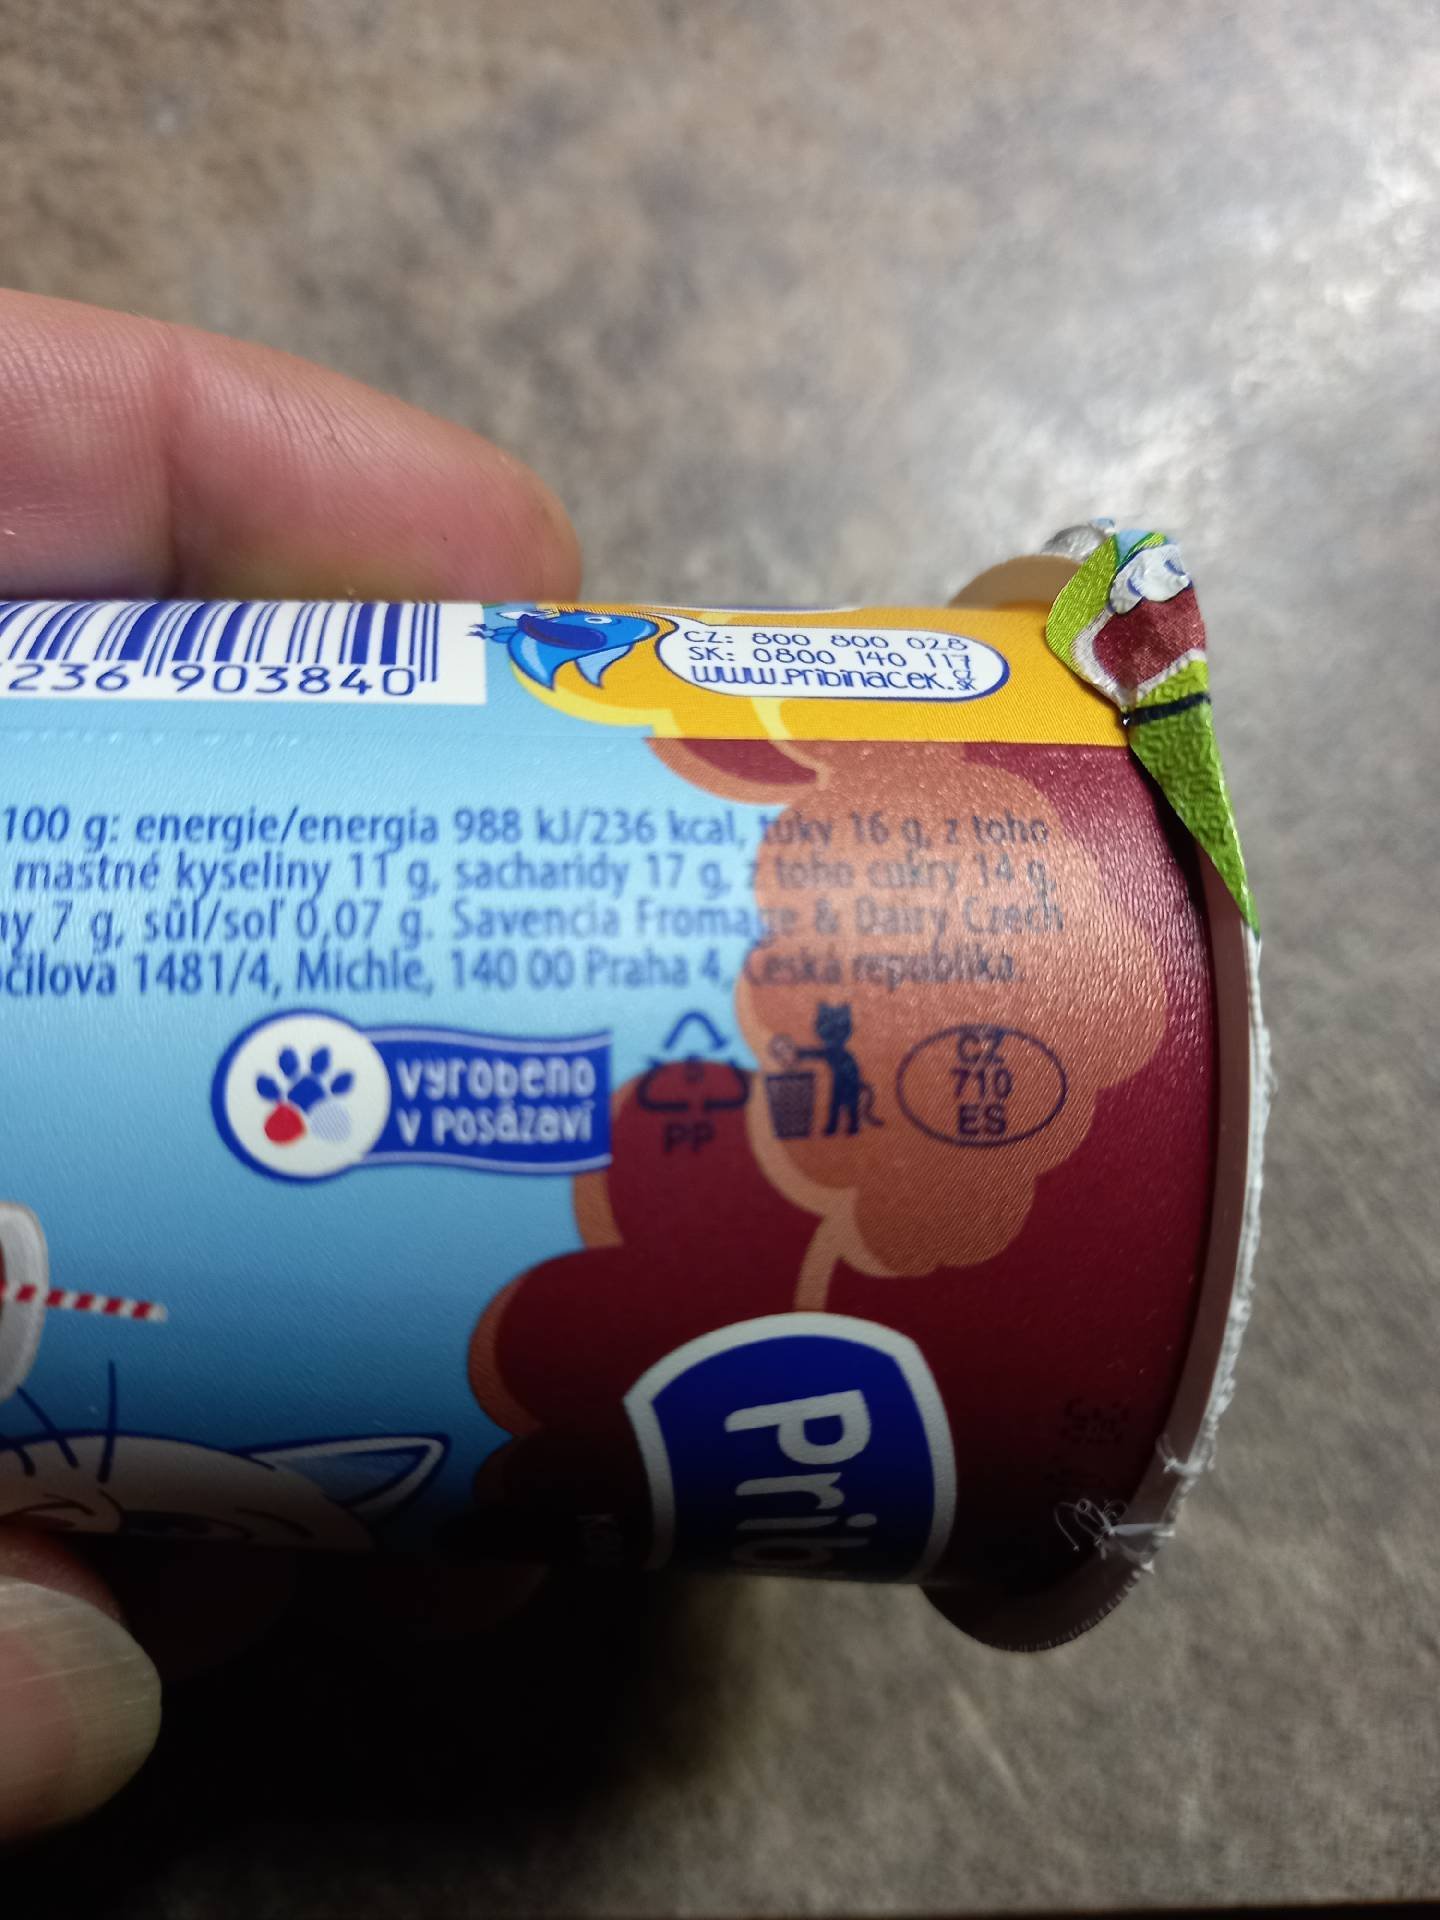 236 903840
CZ: 800 800 028
SK: 0800 140 117
www.pribinacek.cz
sk
100 g: energie/energia 988 kJ/236 kcal, tuky 16 g, z toho
mastné kyseliny 11 g, sacharidy 17 g, z toho cukry 14 g,
7 g, sůl/soľ 0,07 g. Savencia Fromage & Dairy Czech
1481/4, Michle, 140 00 Praha 4, Česká republika.
vyrobeno
v Posázaví
PP
CZ
710
ES
Prib